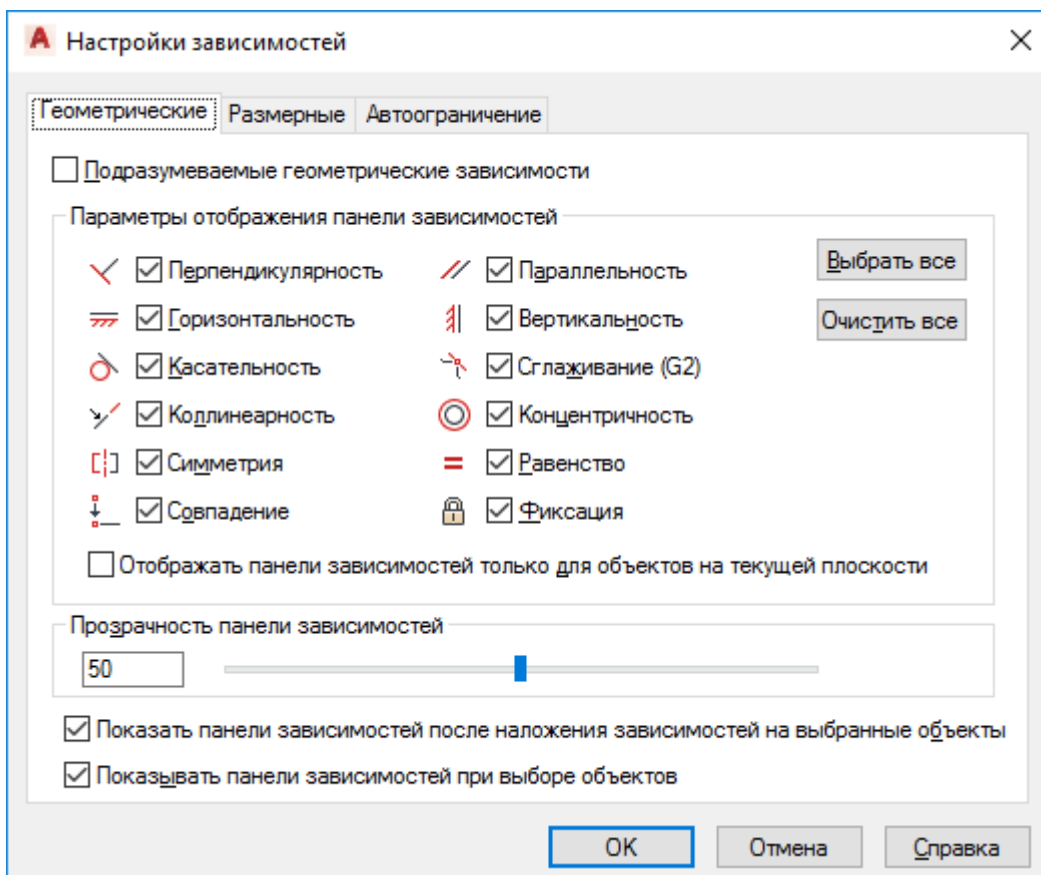 Настройки зависимостей
Геометрические Размерные Автоограничение
Подразумеваемые геометрические зависимости
Параметры отображения панели зависимостей
Перпендикулярность Параллельность Выбрать все
Горизонтальность Вертикальность Очистить все
Касательность Сглаживание (G2)
Коллинеарность Концентричность
Симметрия Равенство
Совпадение Фиксация
Отображать панели зависимостей только для объектов на текущей плоскости
Прозрачность панели зависимостей
50
Показать панели зависимостей после наложения зависимостей на выбранные объекты
Показывать панели зависимостей при выборе объектов
OK Отмена Справка